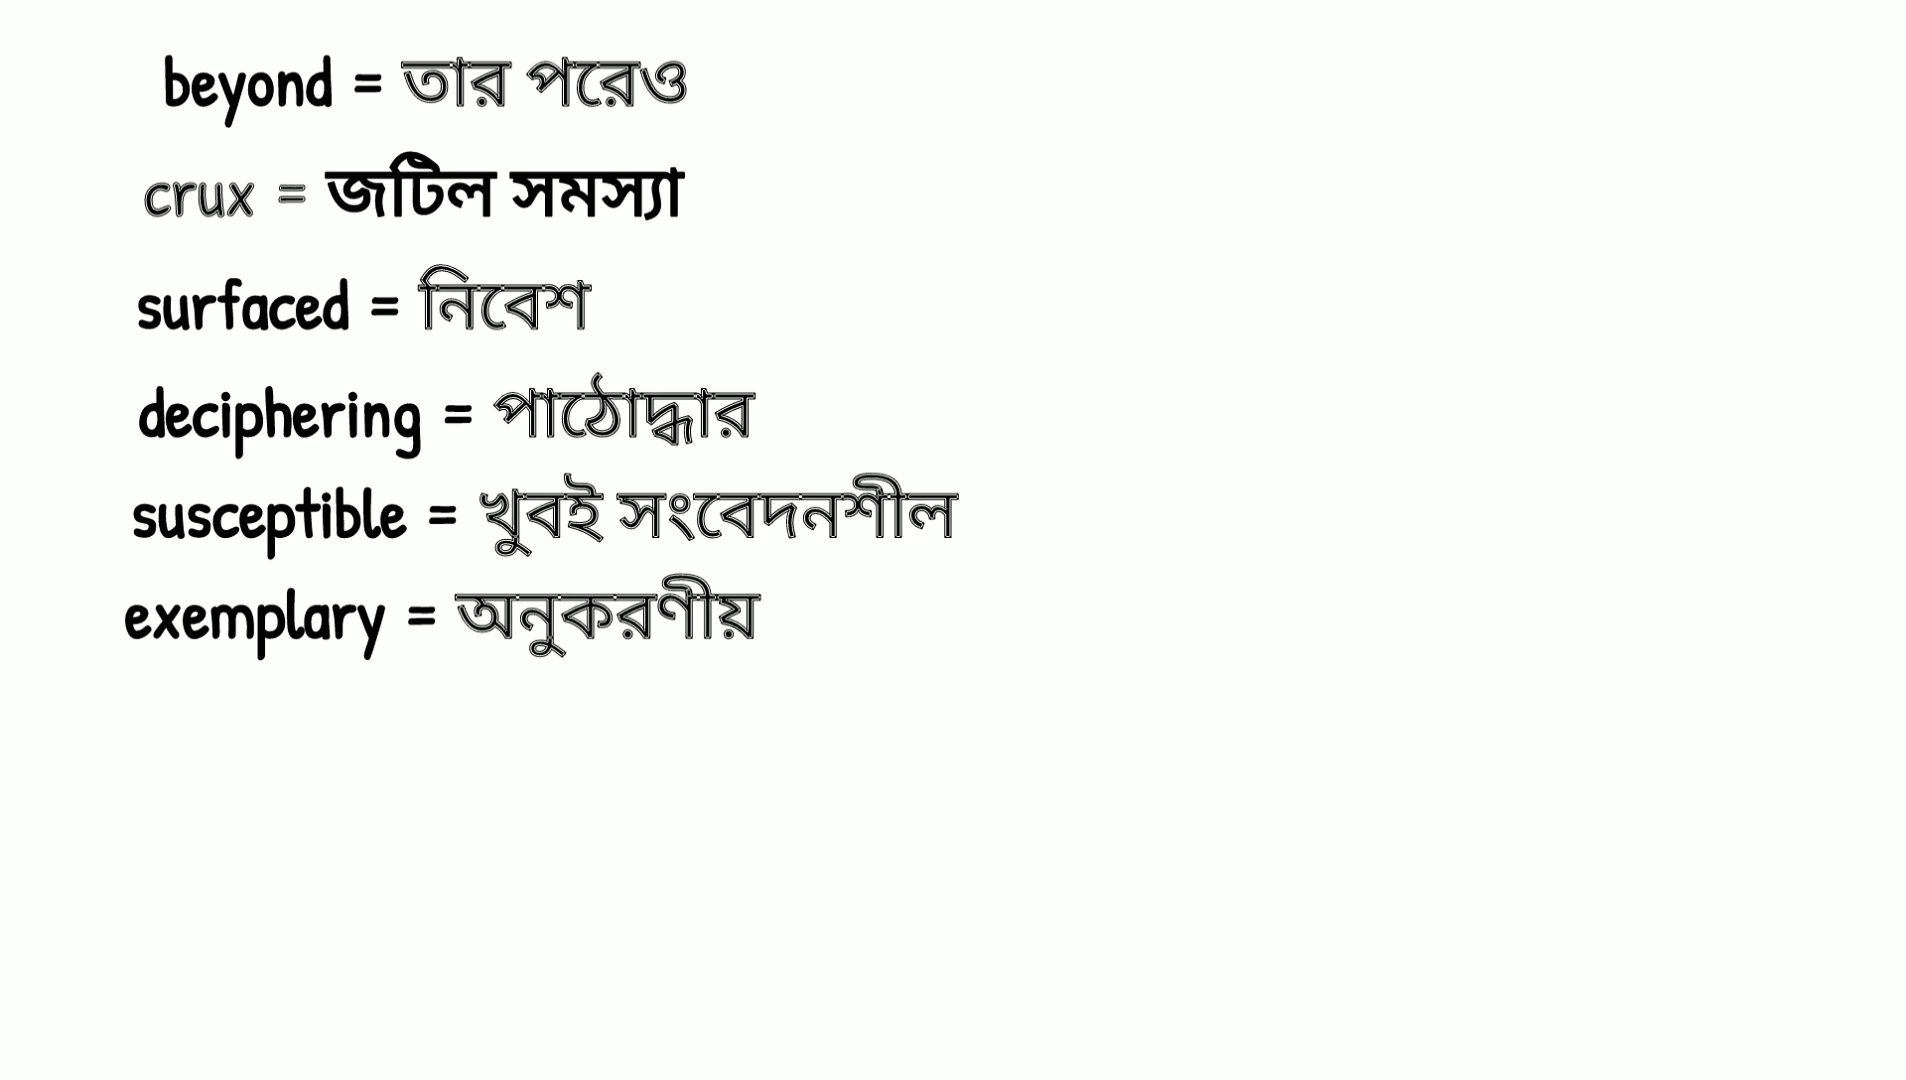 beyond = তার পরেও
crux = জটিল সমস্যা
surfaced = নিবেশ
deciphering = পাঠোদ্ধার
susceptible = খুবই সংবেদনশীল
exemplary = অনুকরণীয়